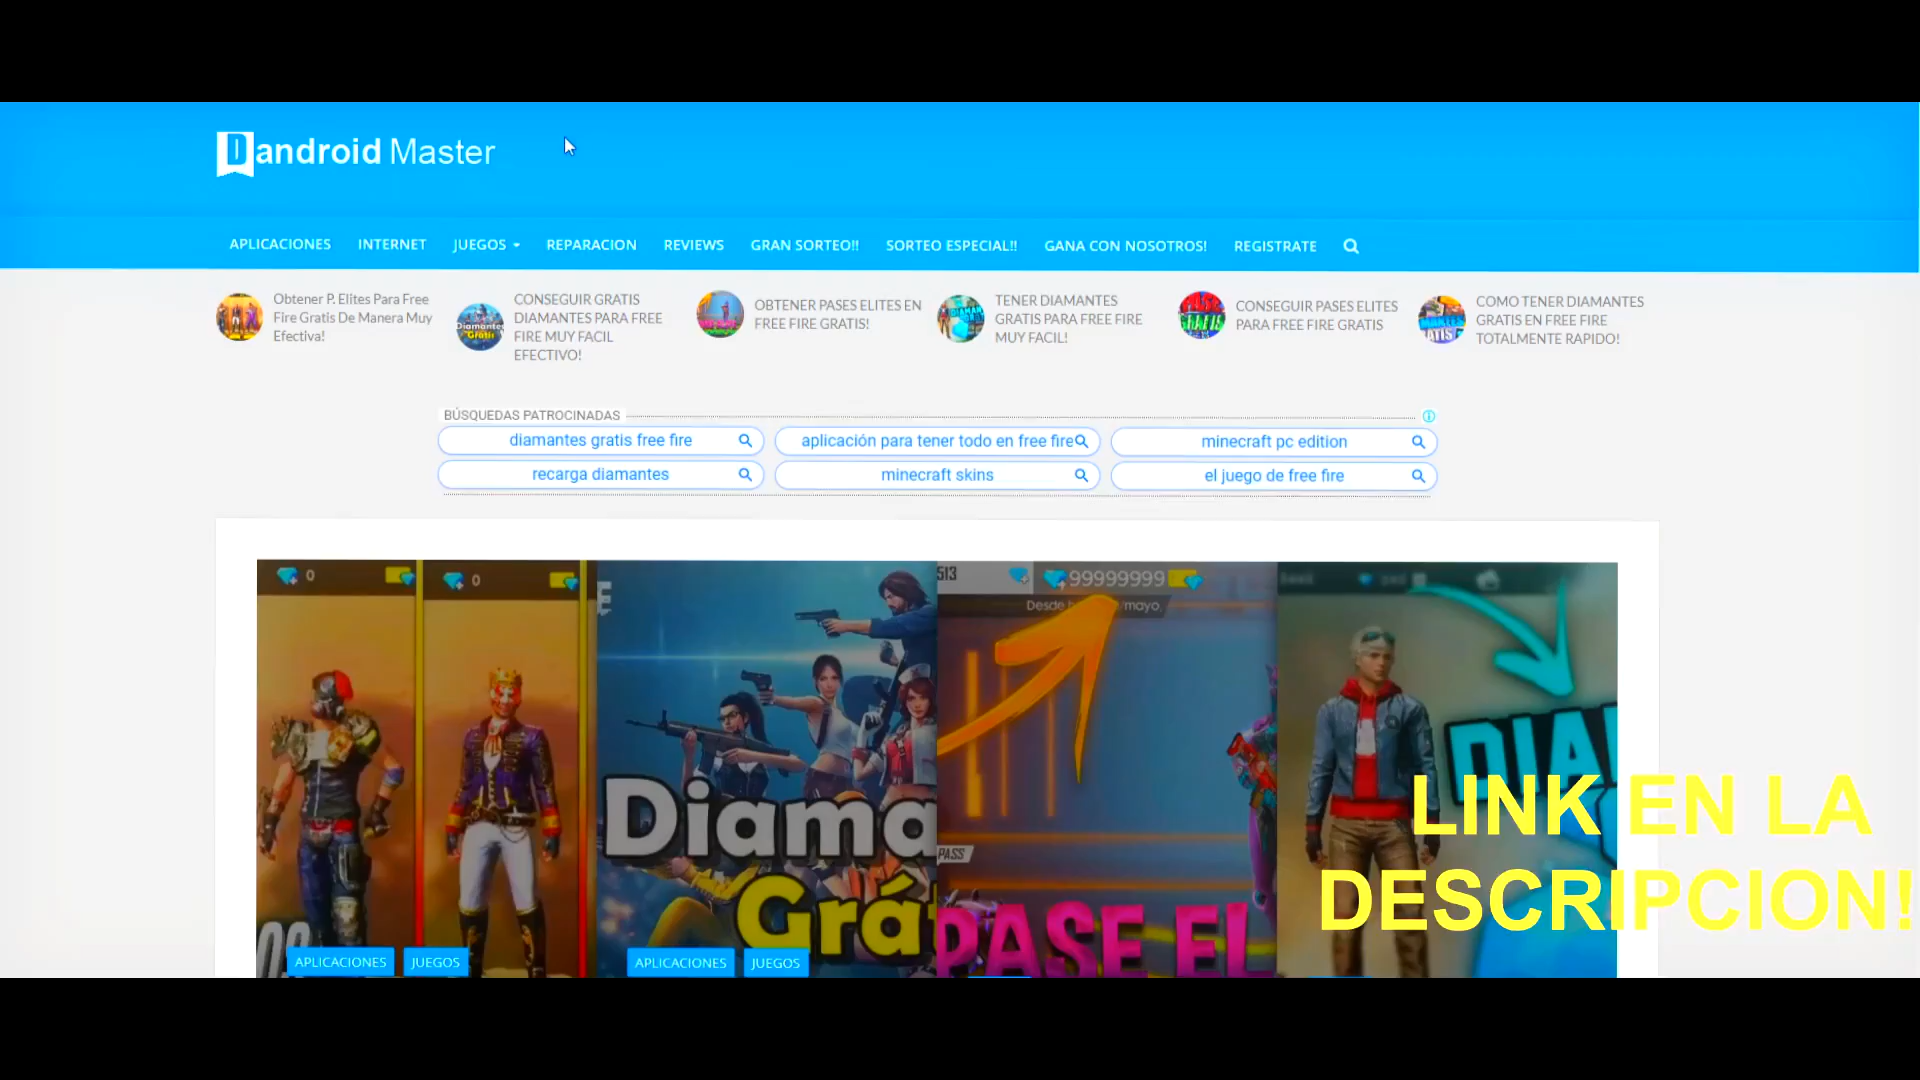 Dandroid Master
APLICACIONES INTERNET JUEGOS REPARACION REVIEWS GRAN SORTEO!! SORTEO ESPECIAL!! GANA CON NOSOTROS! REGISTRATE
Obtener P. Elites Para Free
Fire Gratis De Manera Muy
Efectiva!
CONSEGUIR GRATIS
DIAMANTES PARA FREE
FIRE MUY FACIL
EFECTIVO!
OBTENER PASES ELITES EN
FREE FIRE GRATIS!
TENER DIAMANTES
GRATIS PARA FREE FIRE
MUY FACIL!
CONSEGUIR PASES ELITES
PARA FREE FIRE GRATIS
COMO TENER DIAMANTES
GRATIS EN FREE FIRE
TOTALMENTE RAPIDO!
BÚSQUEDAS PATROCINADAS
diamantes gratis free fire
aplicación para tener todo en free fire
minecraft pc edition
recarga diamantes
minecraft skins
el juego de free fire
0
0
513
99999999
Desde
mayo,
Diama
Grá
PASS
PASE EL
DIA
LINK EN LA
DESCRIPCION!
APLICACIONES JUEGOS
APLICACIONES JUEGOS